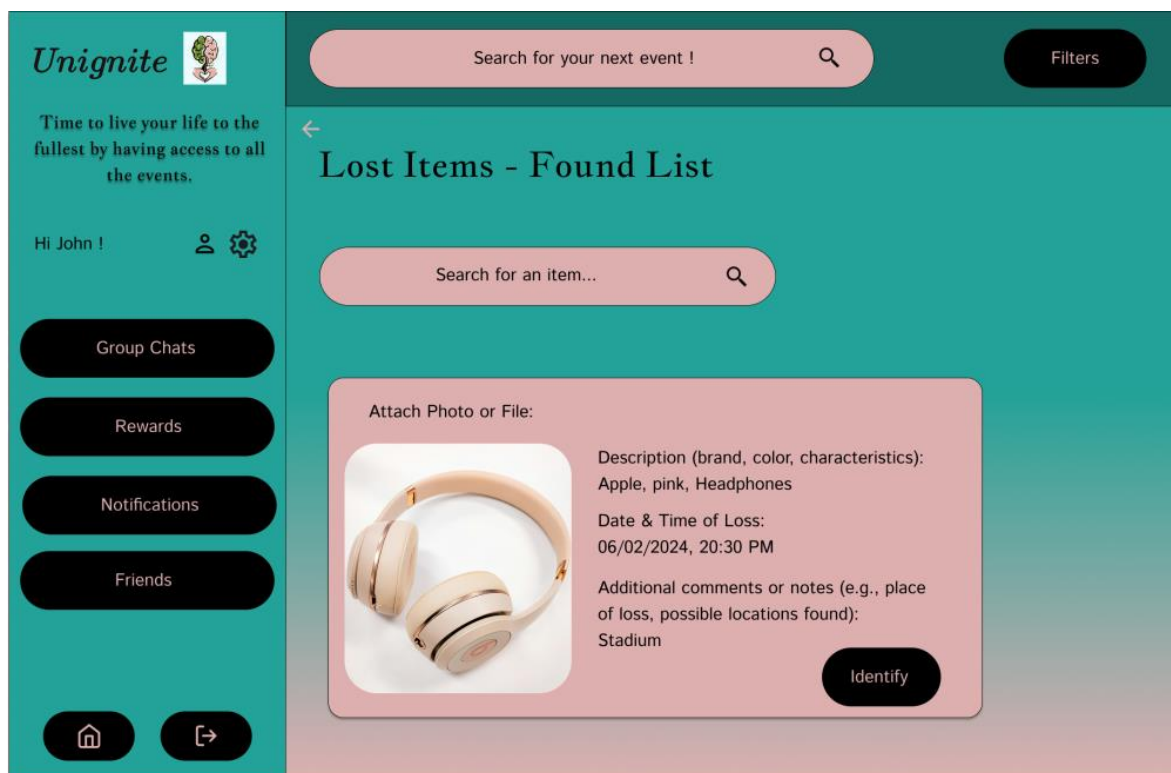 Unignite
Time to live your life to the
fullest by having access to all
the events.
Hi John !
Group Chats
Rewards
Notifications
Friends
Search for your next event !
Filters
Lost Items - Found List
Search for an item...
Attach Photo or File:
Description (brand, color, characteristics):
Apple, pink, Headphones
Date & Time of Loss:
06/02/2024, 20:30 PM
Additional comments or notes (e.g., place
of loss, possible locations found):
Stadium
Identify